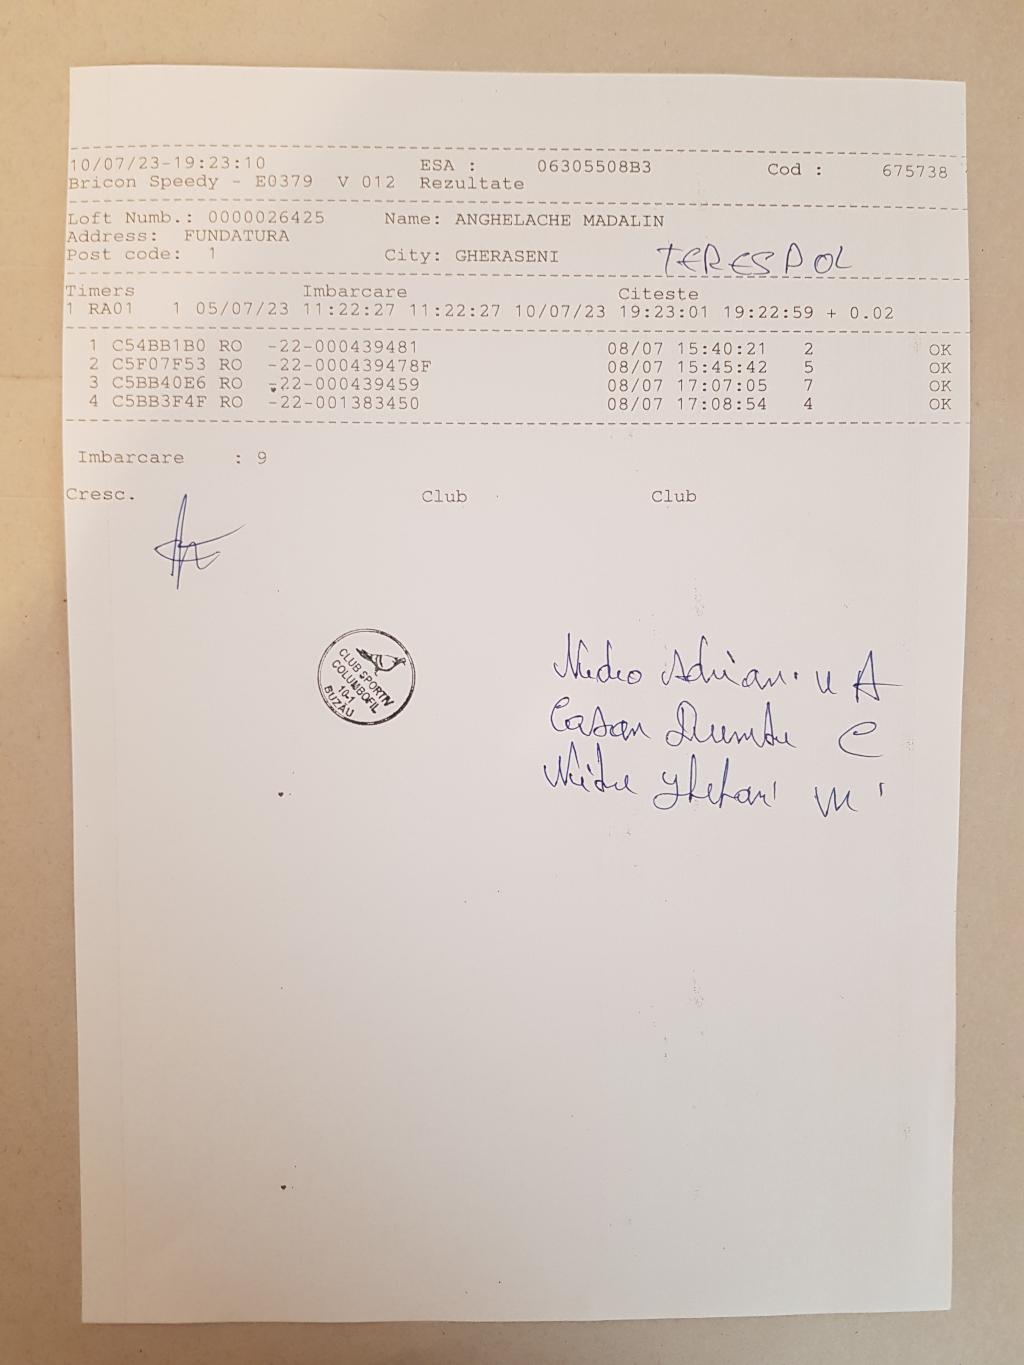 10/07/23-19:23:10 ESA : 06305508B3 Cod : 675738
Bricon Speedy - E0379 V 012 Rezultate
Loft Numb.: 0000026425 Name: ANGHELACHE MADALIN
Address: FUNDATURA
Post code: 1 City: GHERASENI TERESPOL
Timers Imbarcare Citeste
1 RA01 1 05/07/23 11:22:27 11:22:27 10/07/23 19:23:01 19:22:59 + 0.02
1 C54BB1B0 RO -22-000439481 08/07 15:40:21 2 OK
2 C5F07F53 RO -22-000439478F 08/07 15:45:42 5 OK
3 C5BB40E6 RO -22-000439459 08/07 17:07:05 7 OK
4 C5BB3F4F RO -22-001383450 08/07 17:08:54 4 OK
Imbarcare : 9
Cresc. Club Club
CLUB SPORTIV
COLUMBOFIL
10-1
BUZĂU